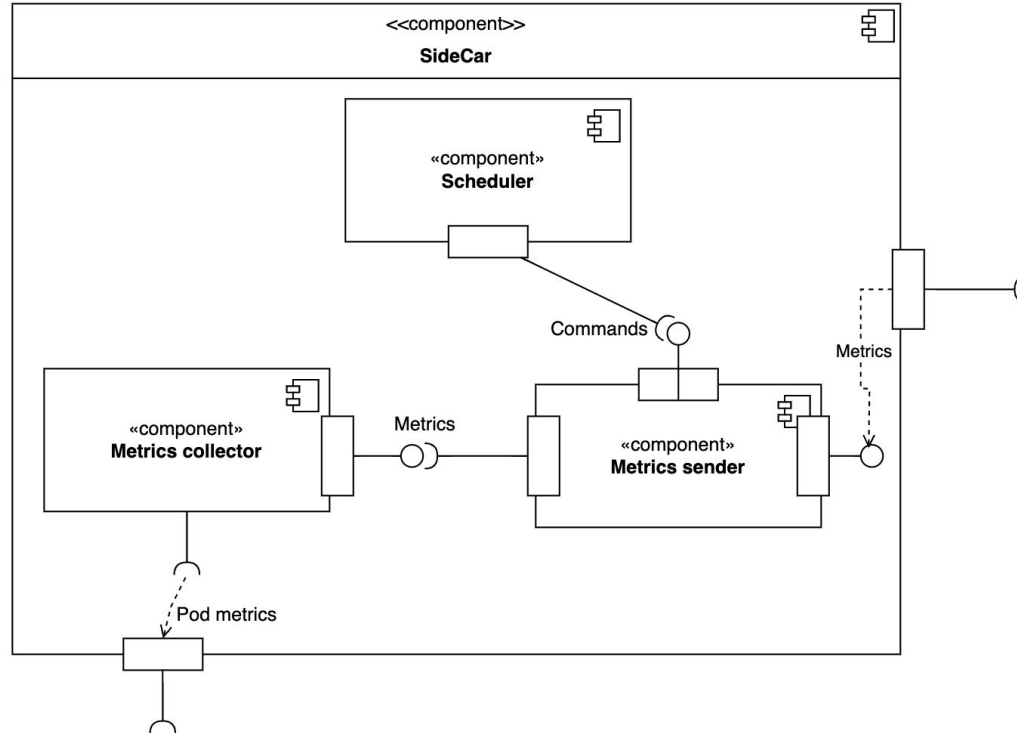 <<component>>
SideCar
«component»
Scheduler
Commands
Metrics
«component»
Metrics collector
Metrics
«component»
Metrics sender
Pod metrics